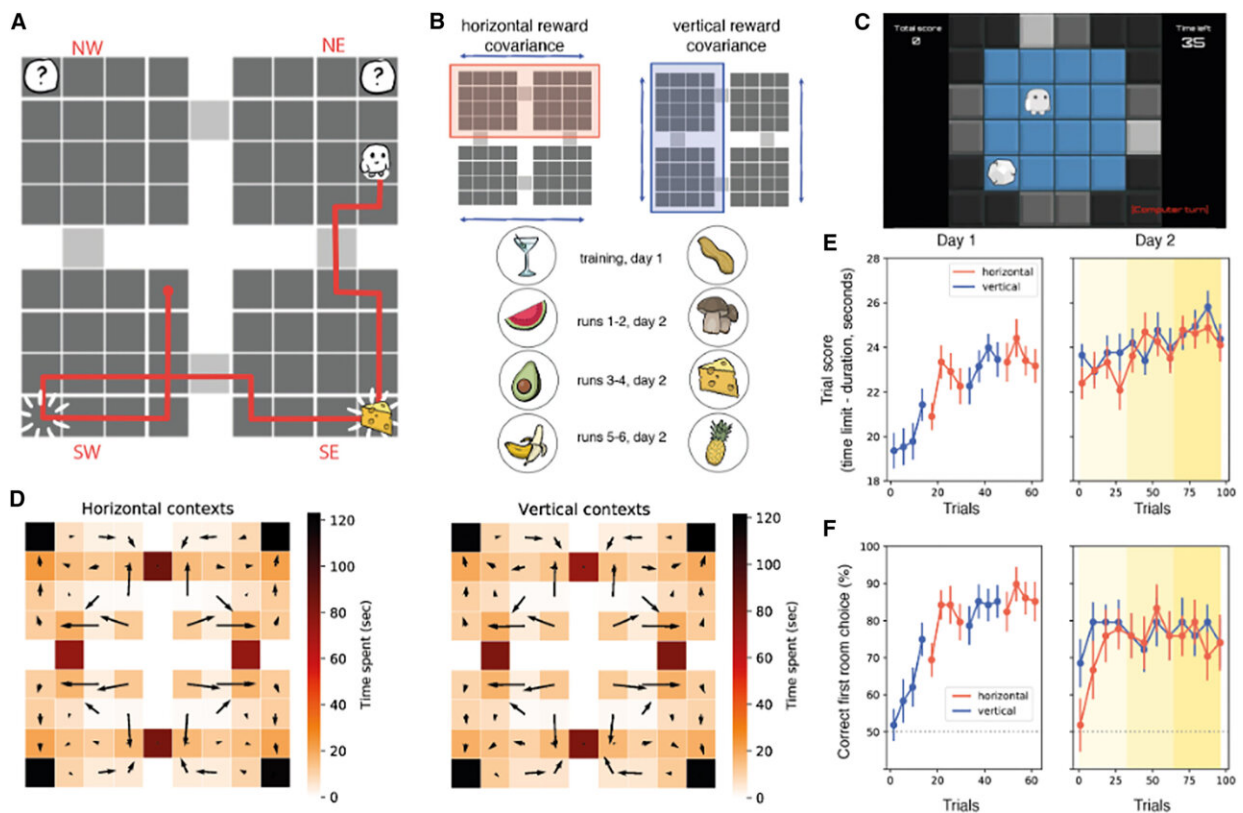 A
NW
NE
?
?
SW
SE
B
horizontal reward
covariance
vertical reward
covariance
training, day 1
runs 1-2, day 2
runs 3-4, day 2
runs 5-6, day 2
C
Total score
0
Time left
35
[Computer turn]
D
Horizontal contexts
120
100
80
60
40
20
0
Time spent (sec)
Vertical contexts
120
100
80
60
40
20
0
Time spent (sec)
E
Day 1
Day 2
28
26
24
22
20
18
Trial score
(time limit - duration, seconds)
horizontal
vertical
0
20
40
60
0
25
50
75
100
Trials
Trials
F
100
90
80
70
60
50
40
Correct first room choice (%)
horizontal
vertical
0
20
40
60
0
25
50
75
100
Trials
Trials